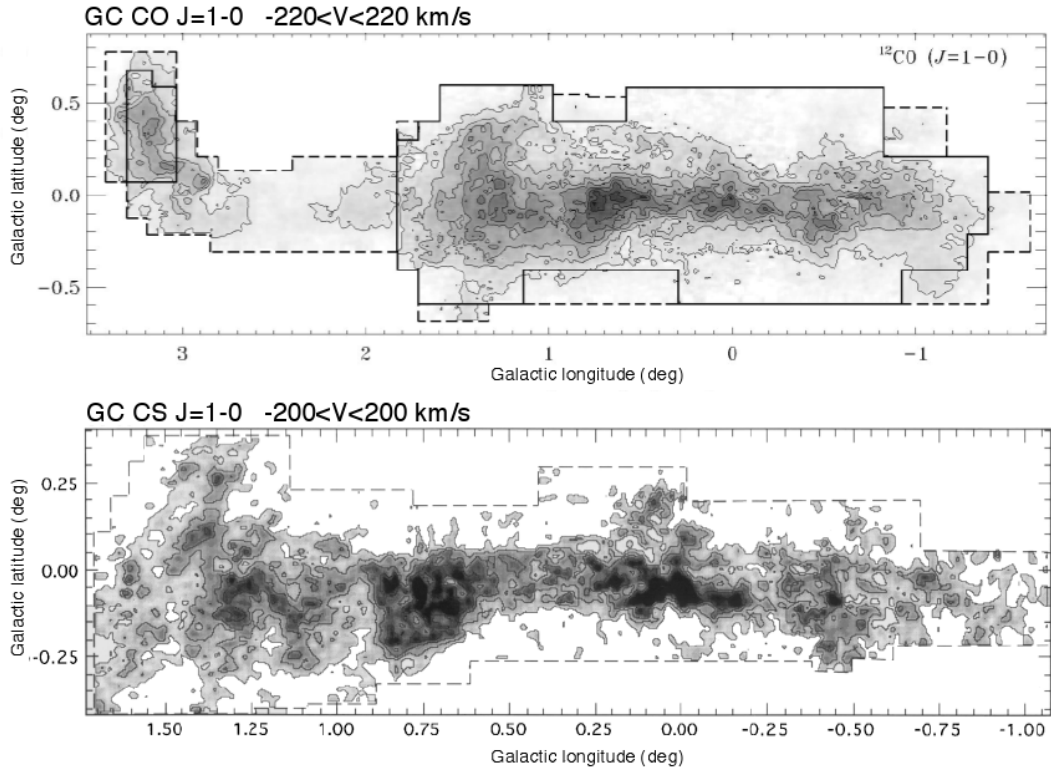 GC CO J=1-0 -220<V<220 km/s
¹²CO (J=1−0)
Galactic latitude (deg)
0.5
0.0
−0.5
3 2 1 0 −1
Galactic longitude (deg)
GC CS J=1-0 -200<V<200 km/s
Galactic latitude (deg)
0.25
0.00
-0.25
1.50 1.25 1.00 0.75 0.50 0.25 0.00 -0.25 -0.50 -0.75 -1.00
Galactic longitude (deg)